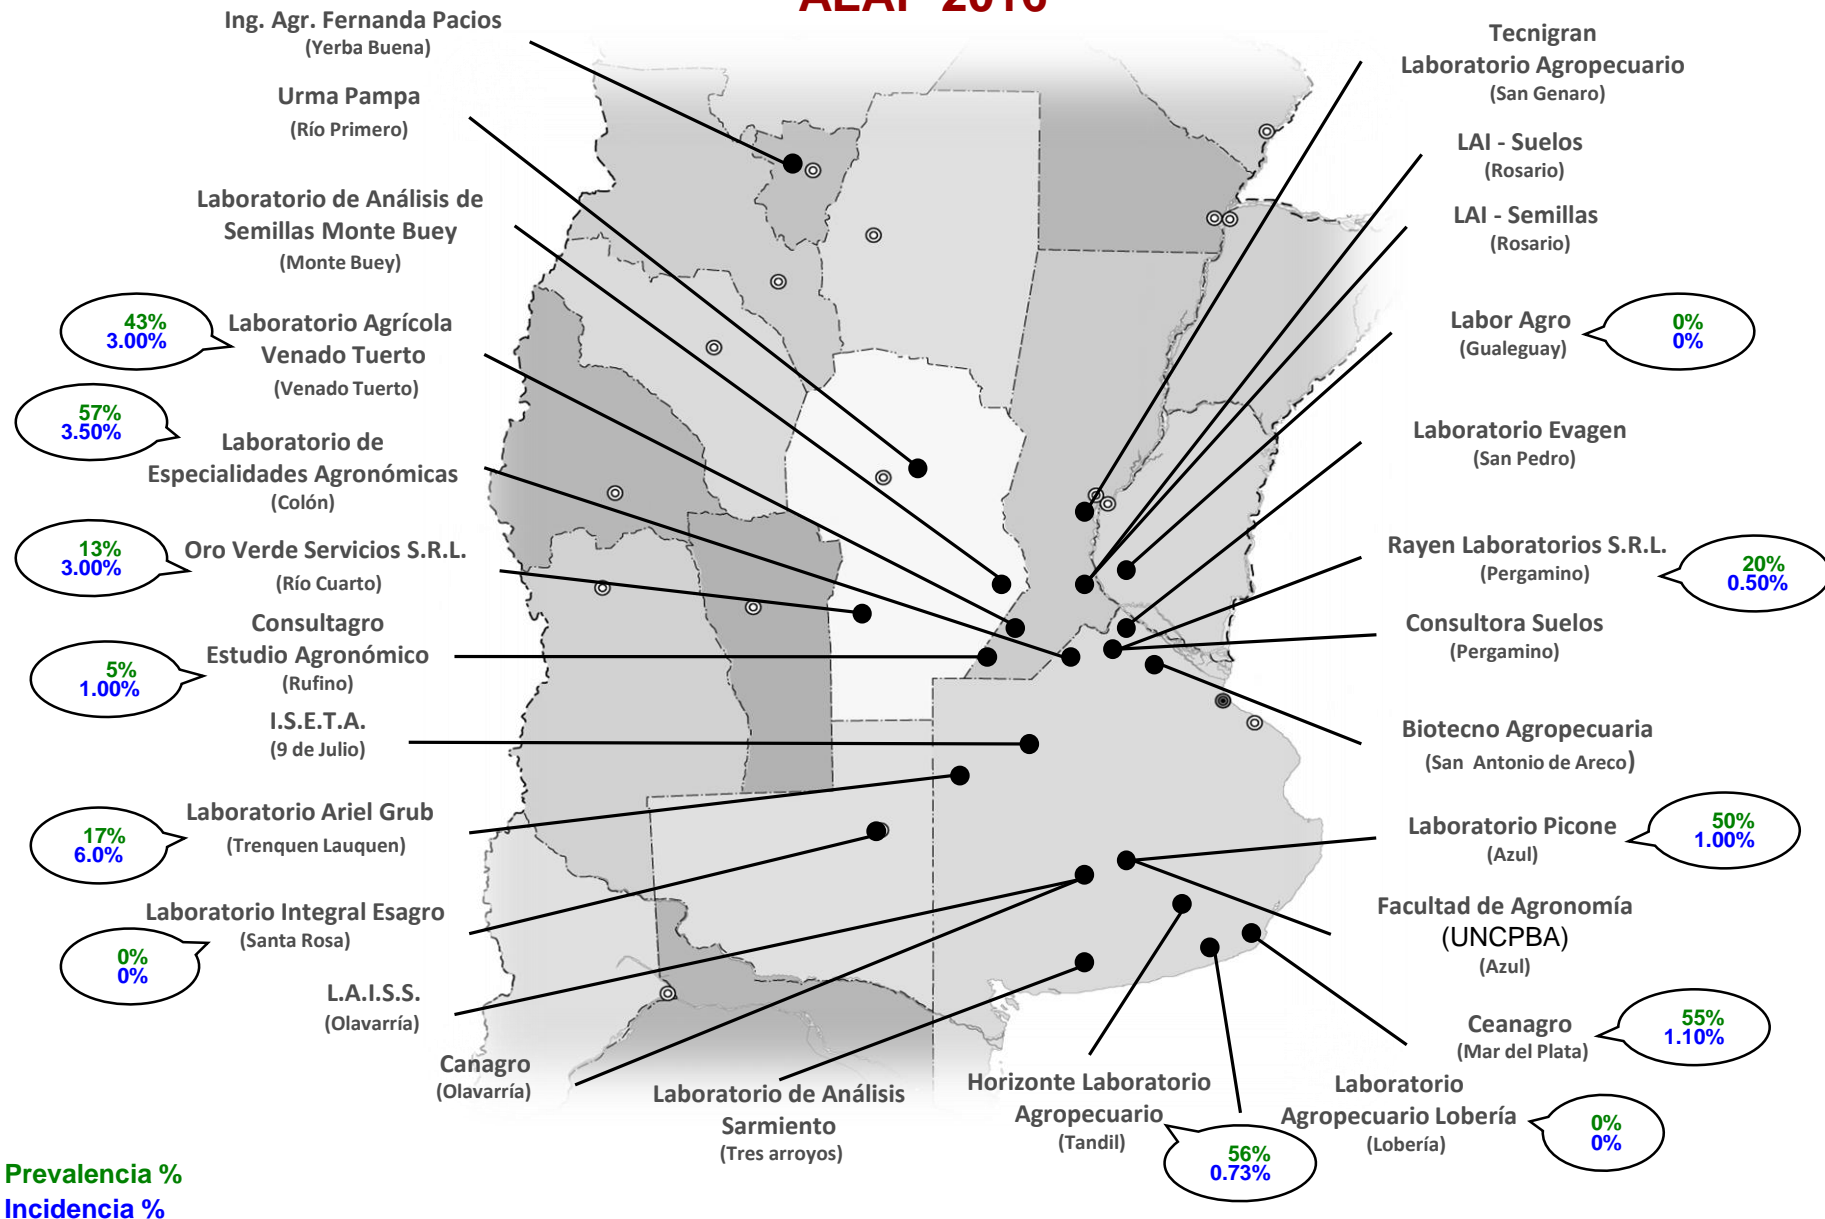 ALAP 2016
Ing. Agr. Fernanda Pacios
(Yerba Buena)
Urma Pampa
(Río Primero)
Laboratorio de Análisis de
Semillas Monte Buey
(Monte Buey)
43%
3.00%
Laboratorio Agrícola
Venado Tuerto
(Venado Tuerto)
57%
3.50%
Laboratorio de
Especialidades Agronómicas
(Colón)
13%
3.00%
Oro Verde Servicios S.R.L.
(Río Cuarto)
Consultagro
Estudio Agronómico
(Rufino)
5%
1.00%
I.S.E.T.A.
(9 de Julio)
Laboratorio Ariel Grub
(Trenquen Lauquen)
17%
6.0%
Laboratorio Integral Esagro
(Santa Rosa)
0%
0%
L.A.I.S.S.
(Olavarría)
Canagro
(Olavarría)
Laboratorio de Análisis
Sarmiento
(Tres arroyos)
Horizonte Laboratorio
Agropecuario
(Tandil)
56%
0.73%
Laboratorio
Agropecuario Lobería
(Lobería)
0%
0%
Tecnigran
Laboratorio Agropecuario
(San Genaro)
LAI - Suelos
(Rosario)
LAI - Semillas
(Rosario)
Labor Agro
(Gualeguay)
0%
0%
Laboratorio Evagen
(San Pedro)
Rayen Laboratorios S.R.L.
(Pergamino)
20%
0.50%
Consultora Suelos
(Pergamino)
Biotecno Agropecuaria
(San Antonio de Areco)
Laboratorio Picone
(Azul)
50%
1.00%
Facultad de Agronomía
(UNCPBA)
(Azul)
Ceanagro
(Mar del Plata)
55%
1.10%
Prevalencia %
Incidencia %